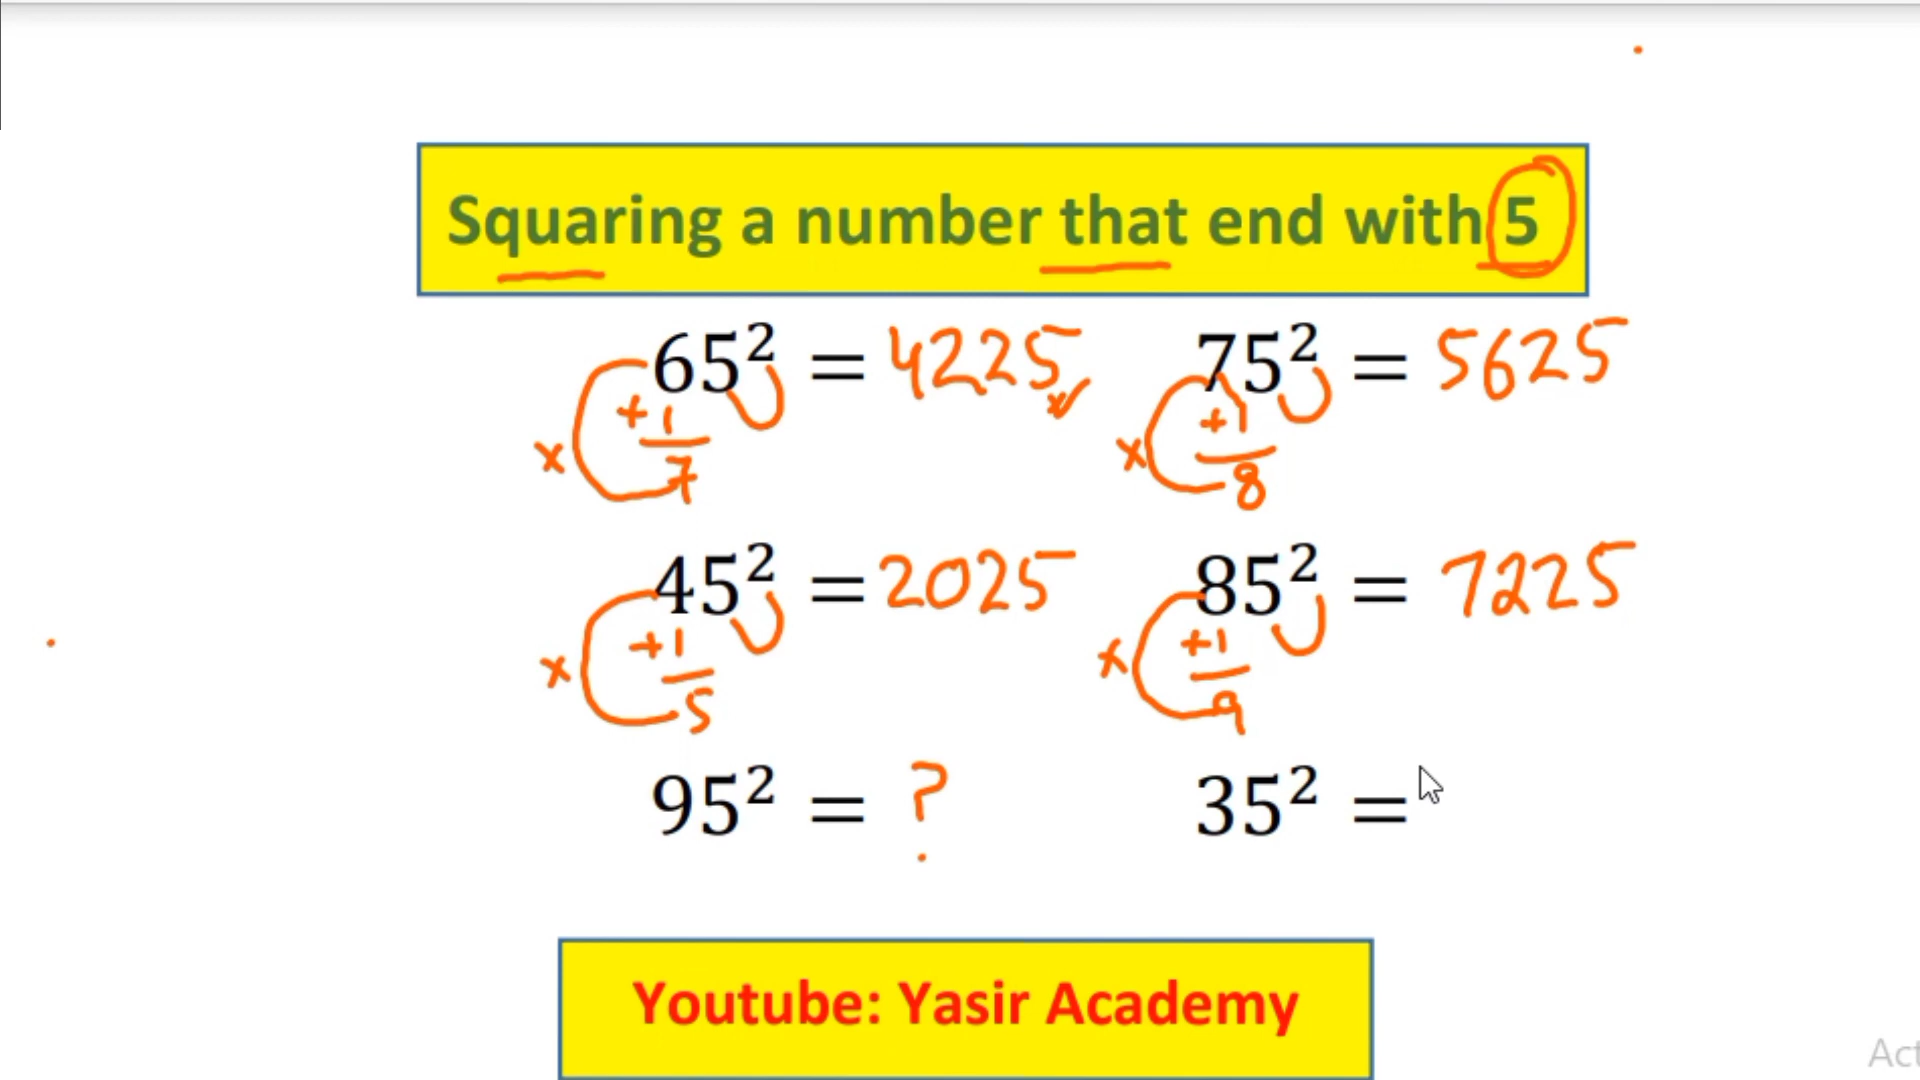 Squaring a number that end with 5
65² = 4225
+1
7
×
75² = 5625
+1
8
×
45² = 2025
+1
5
×
85² = 7225
+1
9
×
95² = ?
35² =
Youtube: Yasir Academy
Act